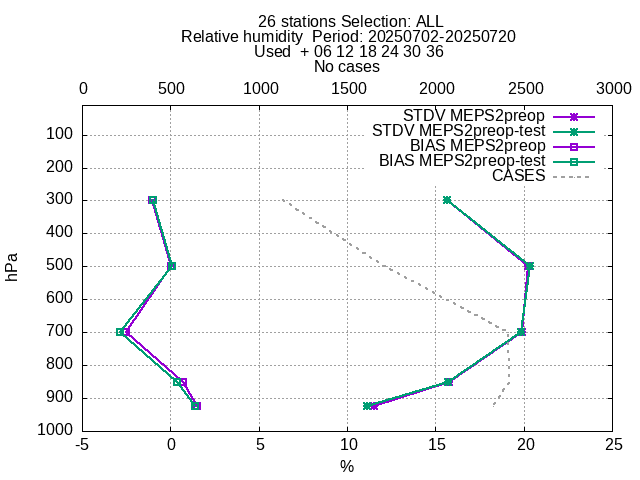 26 stations Selection: ALL
Relative humidity  Period: 20250702-20250720
Used  + 06 12 18 24 30 36
No cases
0 500 1000 1500 2000 2500 3000
STDV MEPS2preop
STDV MEPS2preop-test
BIAS MEPS2preop
BIAS MEPS2preop-test
CASES
100
200
300
400
500
600
700
800
900
1000
hPa
-5 0 5 10 15 20 25
%